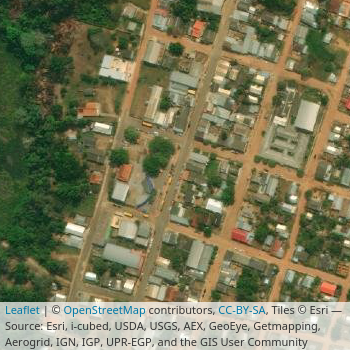 Leaflet | © OpenStreetMap contributors, CC-BY-SA, Tiles © Esri —
Source: Esri, i-cubed, USDA, USGS, AEX, GeoEye, Getmapping,
Aerogrid, IGN, IGP, UPR-EGP, and the GIS User Community